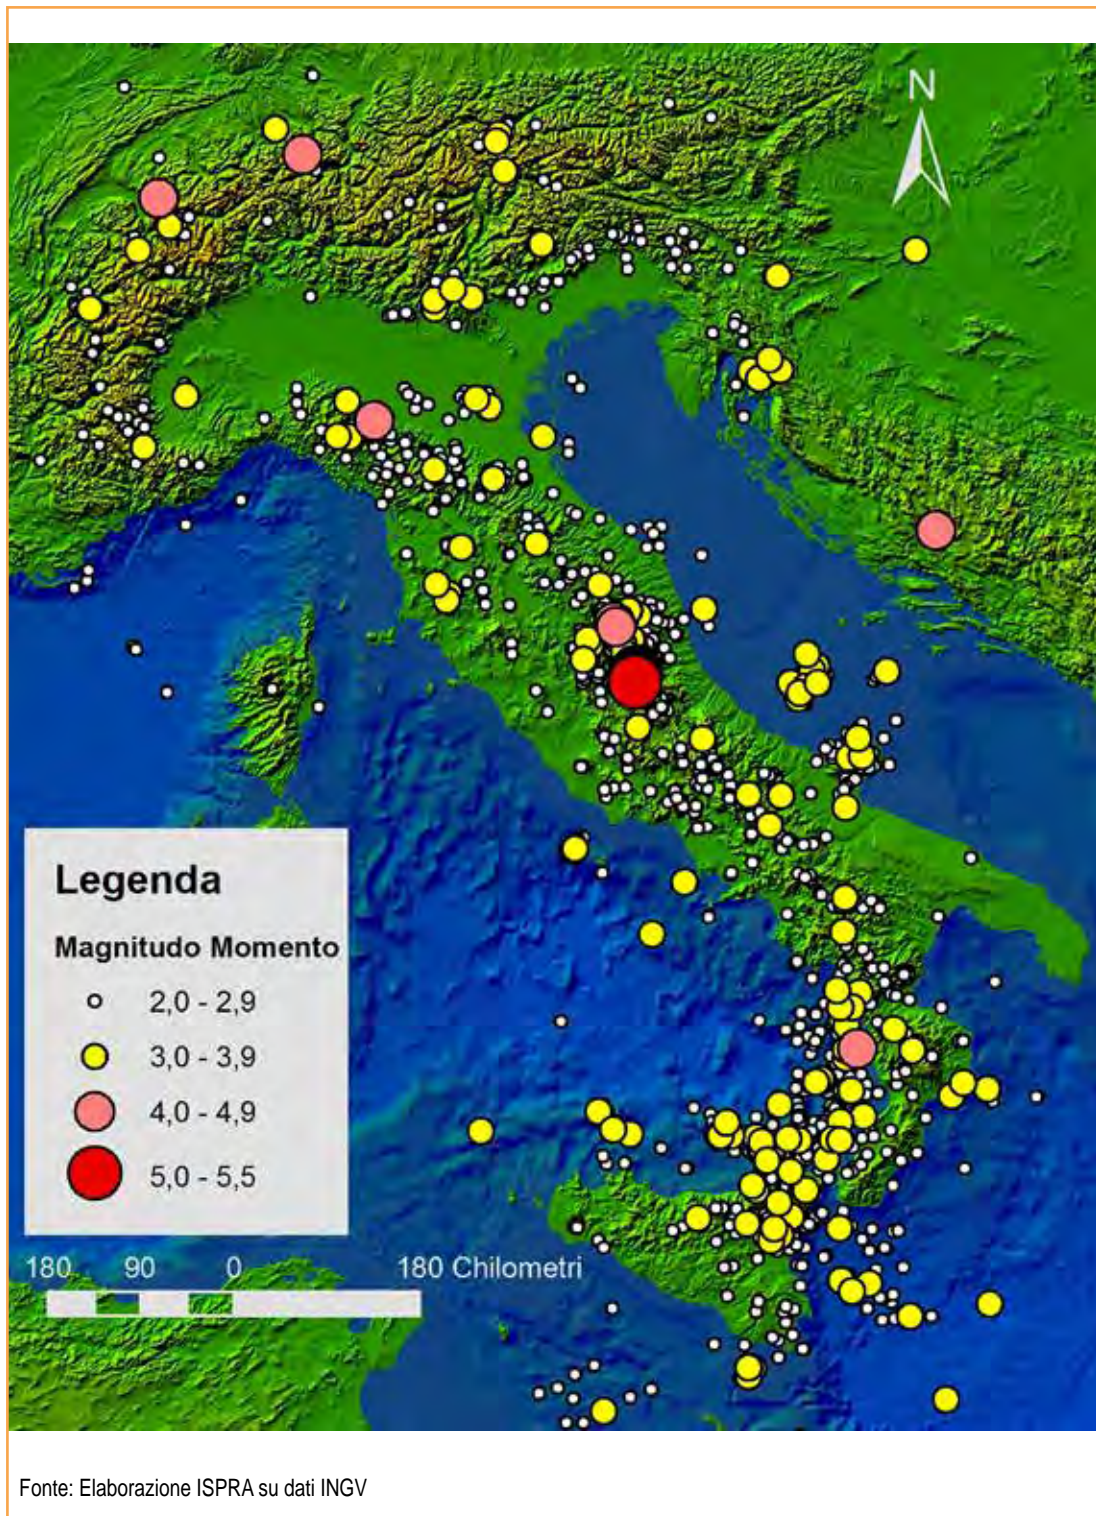 N
Legenda
Magnitudo Momento
2,0 - 2,9
3,0 - 3,9
4,0 - 4,9
5,0 - 5,5
180 90 0 180 Chilometri
Fonte: Elaborazione ISPRA su dati INGV